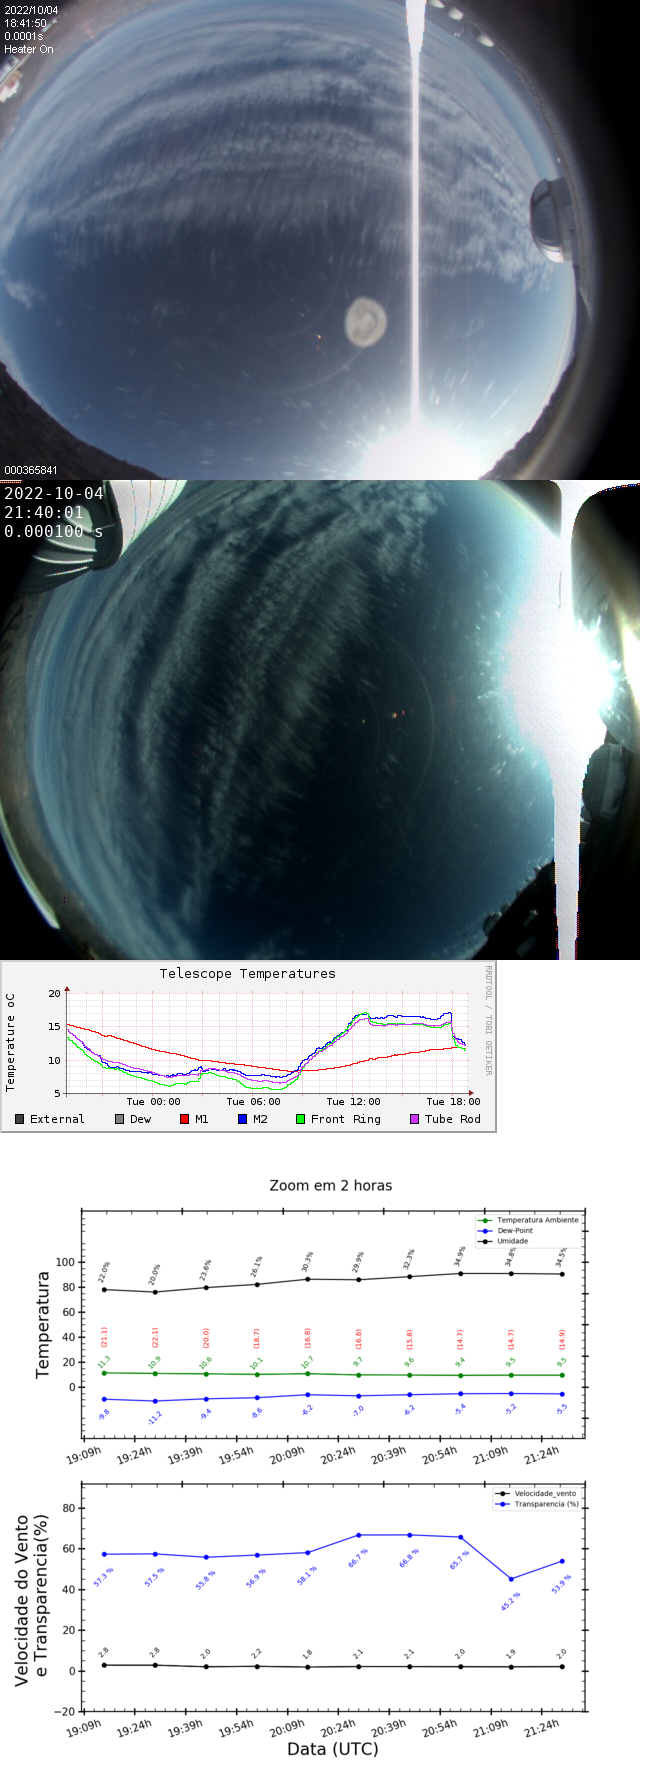 2022/10/04
18:41:50
0.0001s
Heater On
000365841
2022-10-04
21:40:01
0.000100 s
Telescope Temperatures
RRDTOOL / TOBI OETIKER
Temperature oC
20
15
10
5
Tue 00:00 Tue 06:00 Tue 12:00 Tue 18:00
External Dew M1 M2 Front Ring Tube Rod
Zoom em 2 horas
Temperatura Ambiente
Dew-Point
Umidade
Temperatura
100
80
60
40
20
0
22.0% 20.0% 23.6% 26.1% 30.3% 29.9% 32.3% 34.9% 34.8% 34.5%
(21.1) (22.1) (20.0) (18.7) (16.8) (16.8) (15.8) (14.7) (14.7) (14.9)
11.3 10.9 10.6 10.1 10.7 9.7 9.6 9.4 9.5 9.5
-9.8 -11.2 -9.4 -8.6 -6.2 -7.0 -6.2 -5.4 -5.2 -5.5
19:09h 19:24h 19:39h 19:54h 20:09h 20:24h 20:39h 20:54h 21:09h 21:24h
Velocidade_vento
Transparencia (%)
Velocidade do Vento
e Transparencia(%)
80
60
40
20
0
−20
57.3 % 57.5 % 55.8 % 56.9 % 58.1 % 66.7 % 66.8 % 65.7 % 45.2 % 53.9 %
2.8 2.8 2.0 2.2 1.8 2.1 2.1 2.0 1.9 2.0
19:09h 19:24h 19:39h 19:54h 20:09h 20:24h 20:39h 20:54h 21:09h 21:24h
Data (UTC)